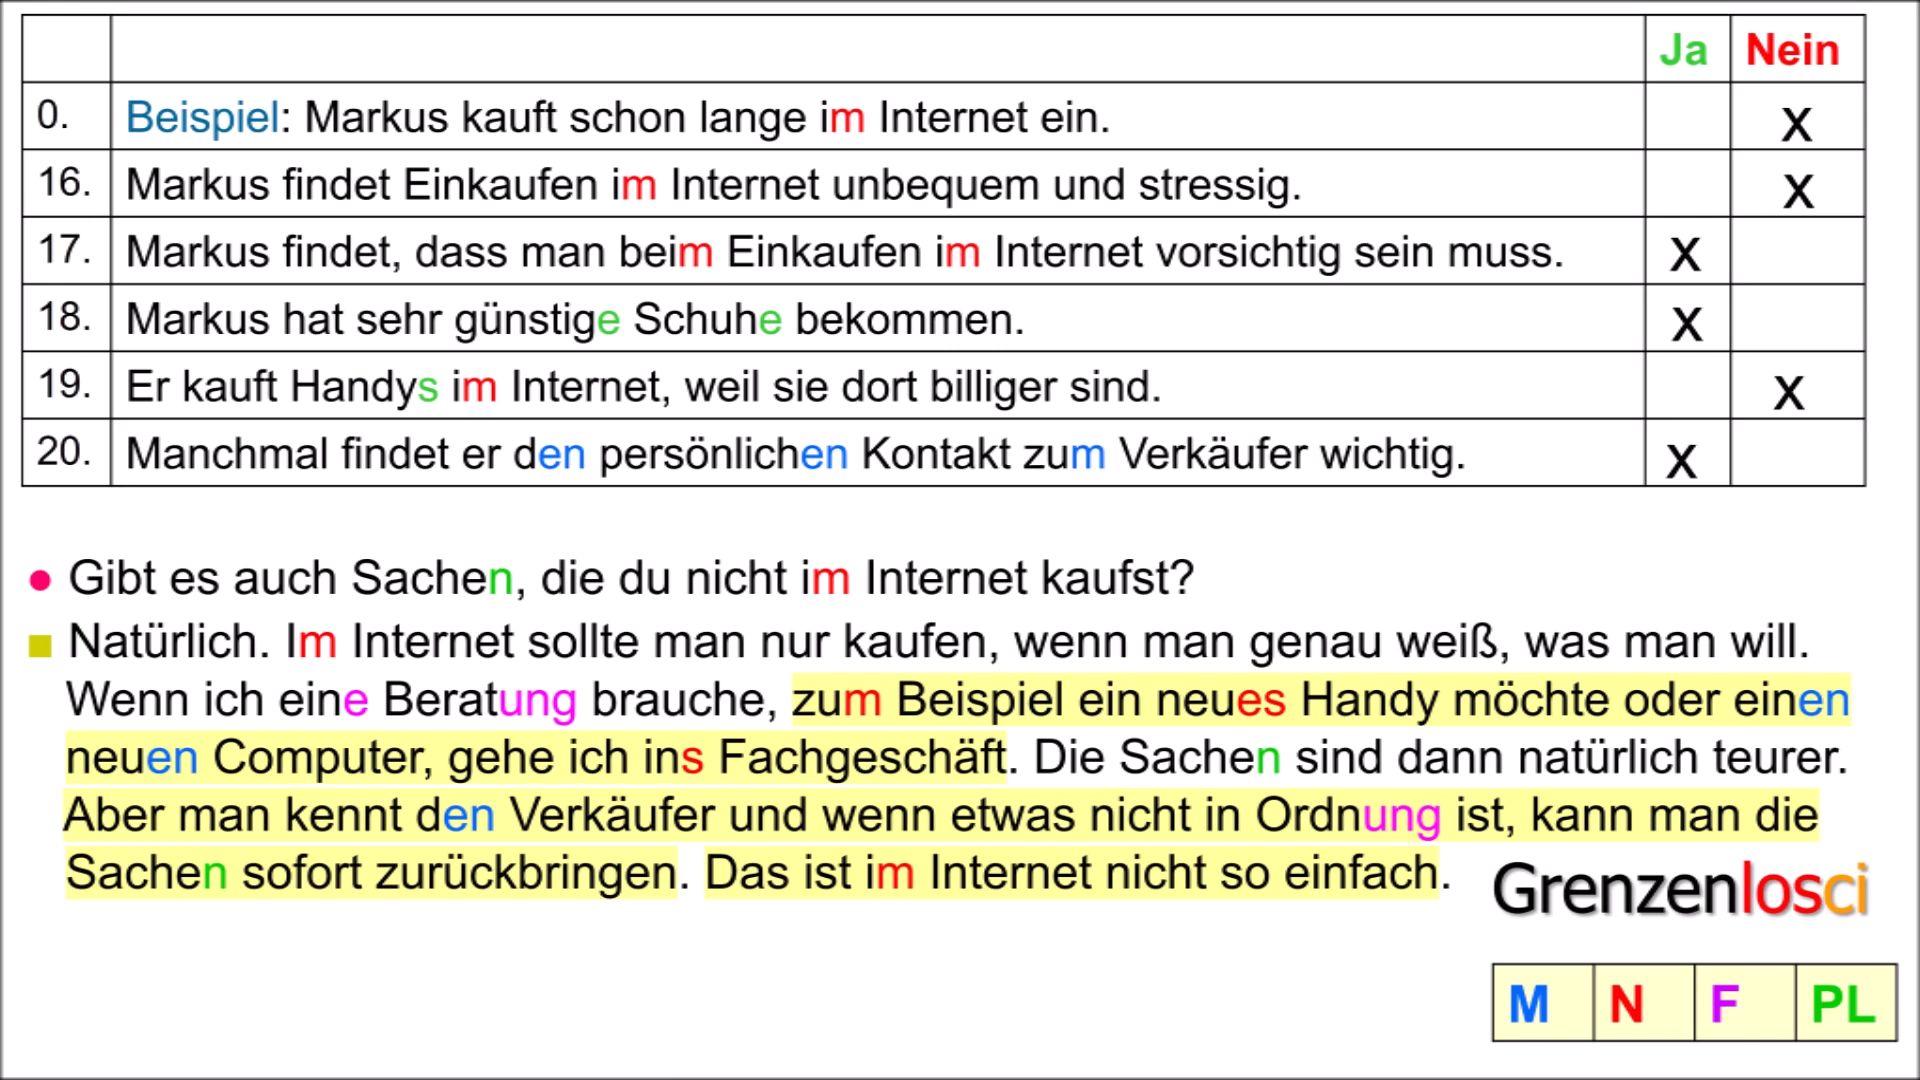 Ja Nein
0. Beispiel: Markus kauft schon lange im Internet ein. X
16. Markus findet Einkaufen im Internet unbequem und stressig. X
17. Markus findet, dass man beim Einkaufen im Internet vorsichtig sein muss. X
18. Markus hat sehr günstige Schuhe bekommen. X
19. Er kauft Handys im Internet, weil sie dort billiger sind. X
20. Manchmal findet er den persönlichen Kontakt zum Verkäufer wichtig. X
● Gibt es auch Sachen, die du nicht im Internet kaufst?
■ Natürlich. Im Internet sollte man nur kaufen, wenn man genau weiß, was man will.
Wenn ich eine Beratung brauche, zum Beispiel ein neues Handy möchte oder einen
neuen Computer, gehe ich ins Fachgeschäft. Die Sachen sind dann natürlich teurer.
Aber man kennt den Verkäufer und wenn etwas nicht in Ordnung ist, kann man die
Sachen sofort zurückbringen. Das ist im Internet nicht so einfach.
Grenzenlosci
M N F PL